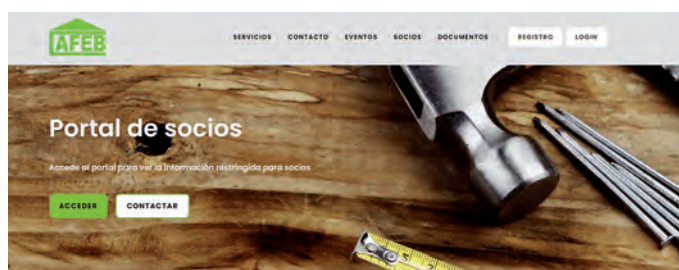 AFEB
SERVICIOS CONTACTO EVENTOS SOCIOS DOCUMENTOS REGISTRO LOGIN
Portal de socios
Accede al portal para ver la información restringida para socios
ACCEDER CONTACTAR